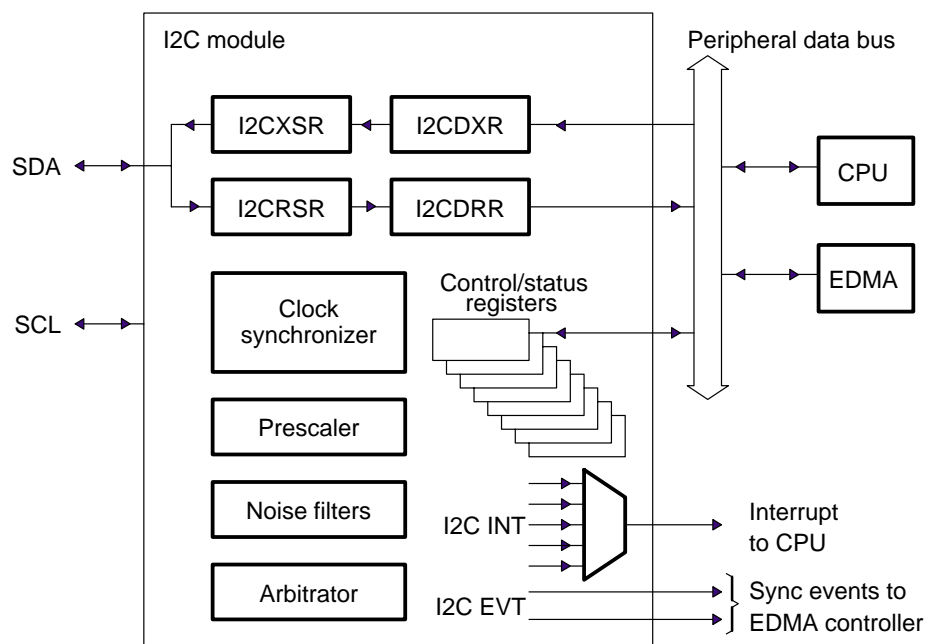 I2C module
Peripheral data bus
I2CXSR
I2CDXR
SDA
CPU
I2CRSR
I2CDRR
EDMA
Control/status
registers
Clock
synchronizer
SCL
Prescaler
Noise filters
I2C INT
Interrupt
to CPU
Arbitrator
I2C EVT
Sync events to
EDMA controller